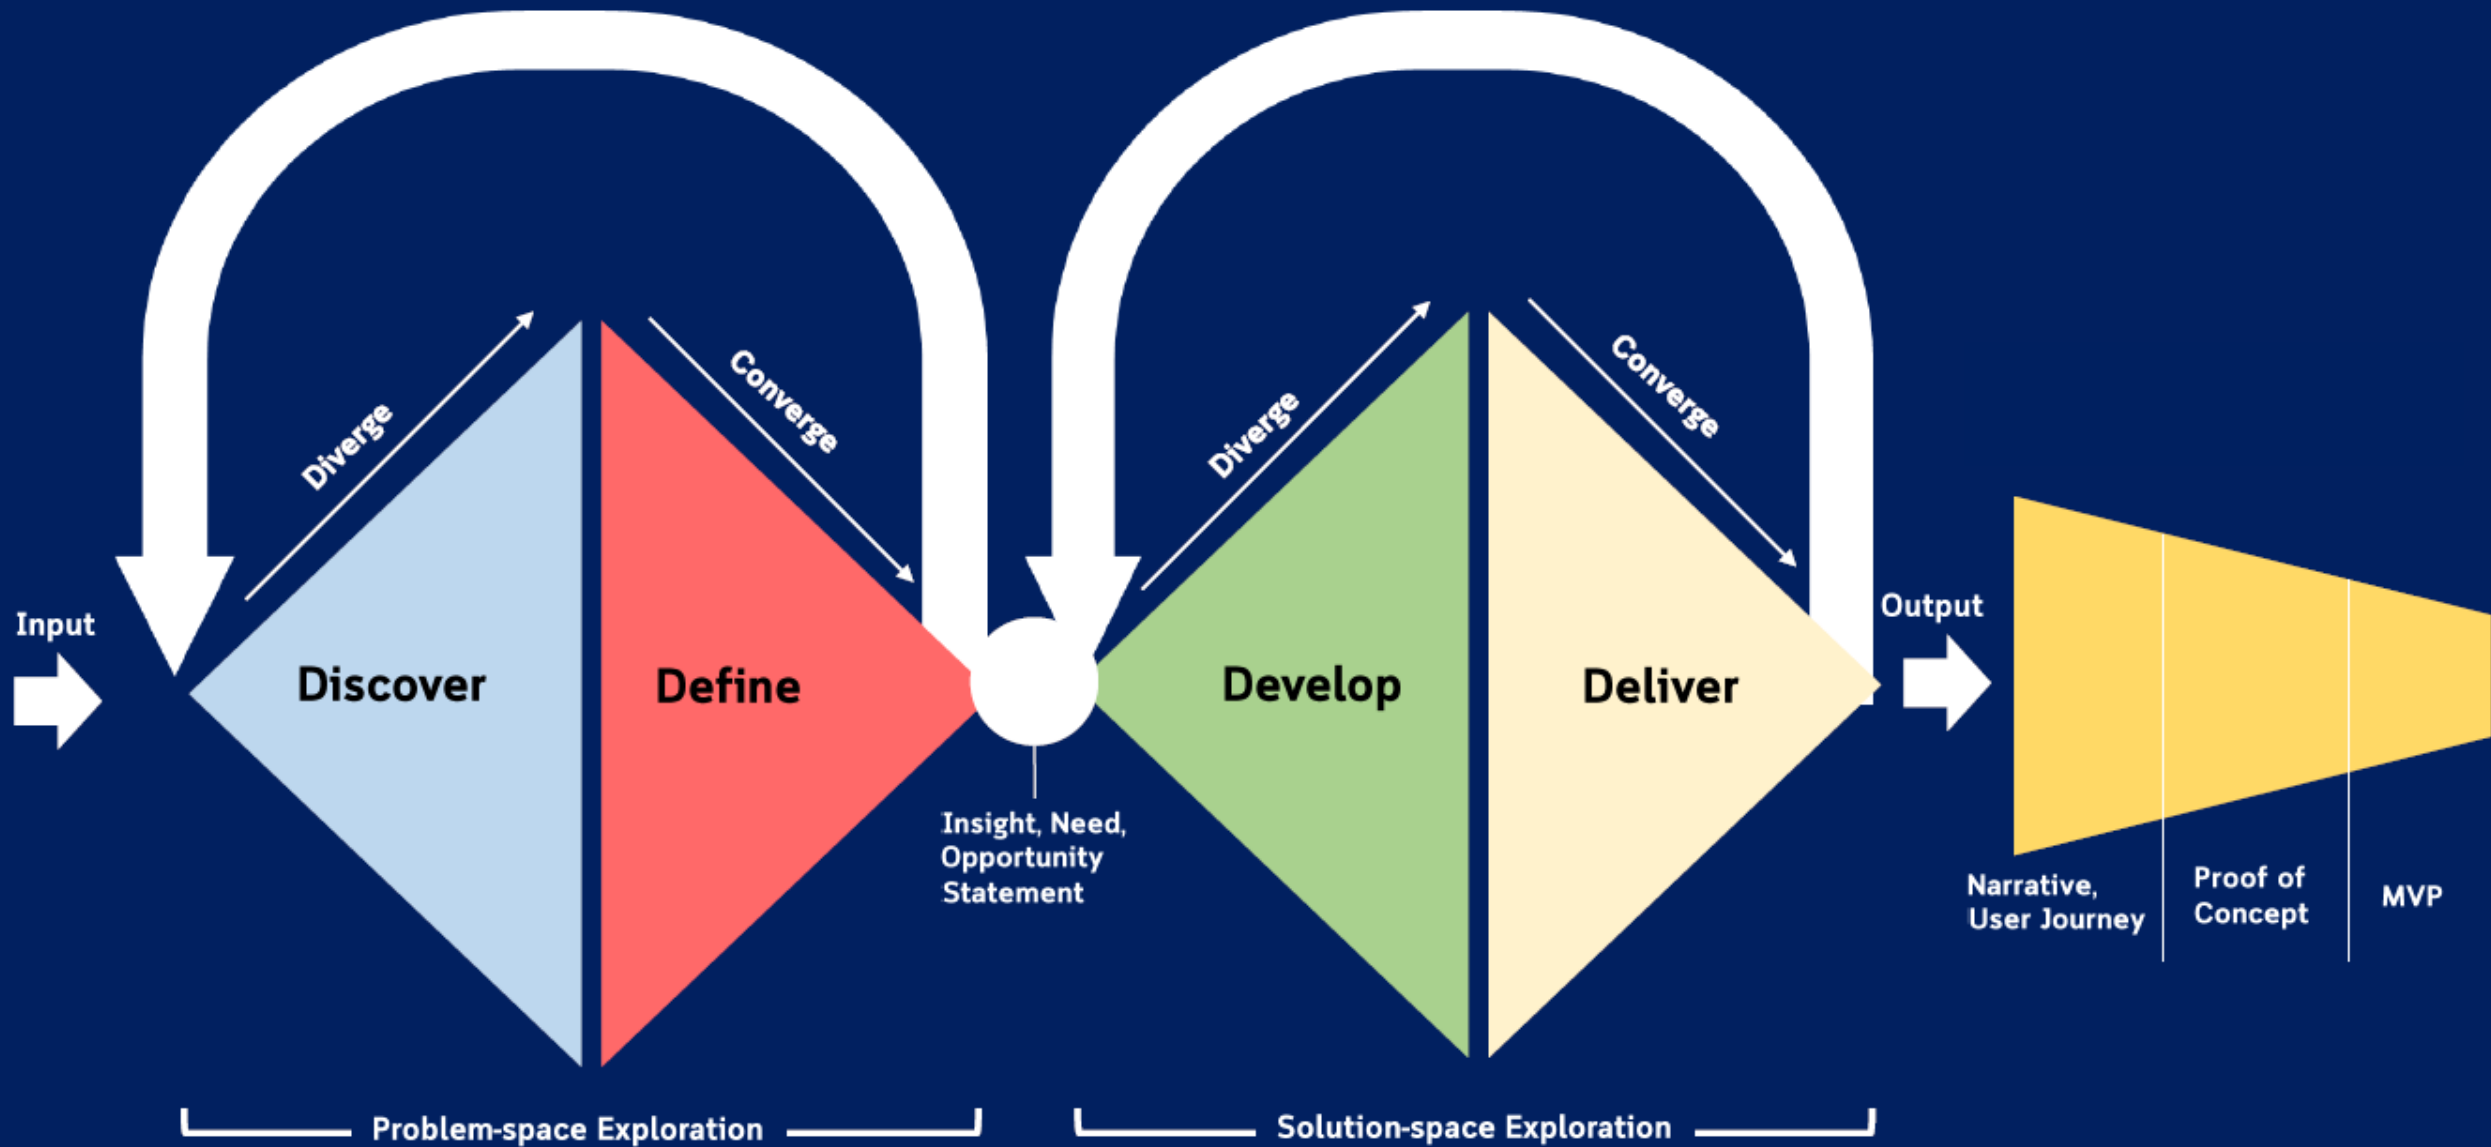 Input
Diverge
Converge
Discover
Define
Insight, Need,
Opportunity
Statement
Problem-space Exploration
Diverge
Converge
Develop
Deliver
Solution-space Exploration
Output
Narrative,
User Journey
Proof of
Concept
MVP